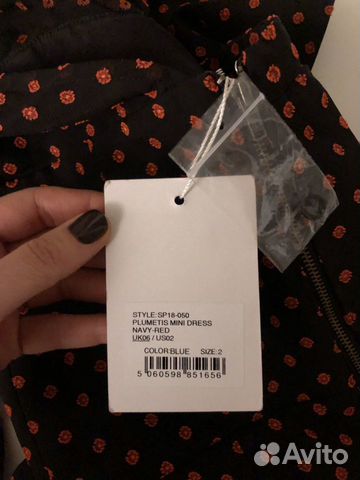 STYLE:SP18-050
PLUMETIS MINI DRESS
NAVY-RED
UK06 / US02
COLOR:BLUE SIZE:2
5 060598 851656
Avito